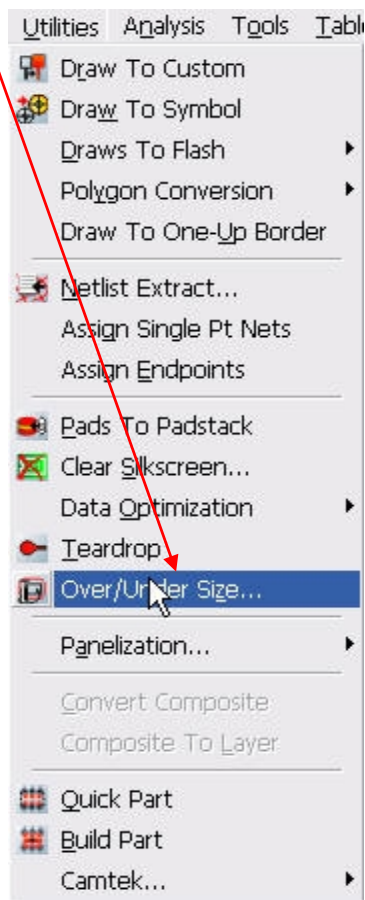 Utilities Analysis Tools Tabl
Draw To Custom
Draw To Symbol
Draws To Flash
Polygon Conversion
Draw To One-Up Border
Netlist Extract...
Assign Single Pt Nets
Assign Endpoints
Pads To Padstack
Clear Silkscreen...
Data Optimization
Teardrop
Over/Under Size...
Panelization...
Convert Composite
Composite To Layer
Quick Part
Build Part
Camtek...